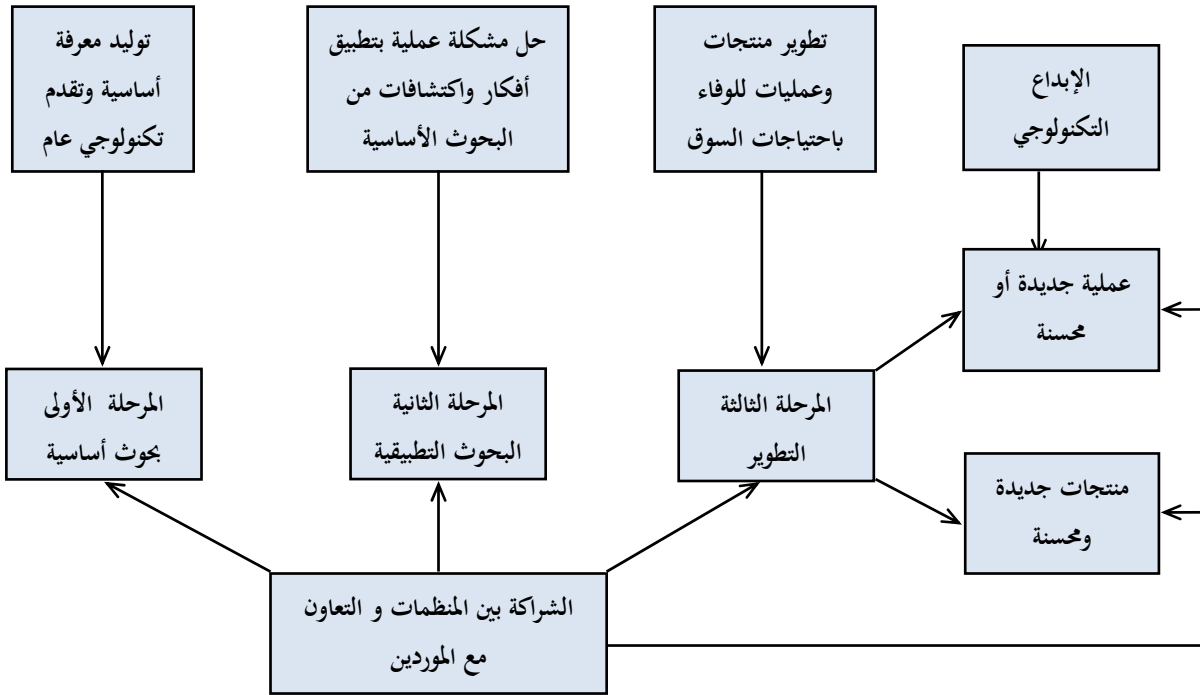 توليد معرفة
أساسية وتقدم
تكنولوجي عام
حل مشكلة عملية بتطبيق
أفكار واكتشافات من
البحوث الأساسية
تطوير منتجات
وعمليات للوفاء
باحتياجات السوق
الإبداع
التكنولوجي
عملية جديدة أو
محسنة
المرحلة الأولى
بحوث أساسية
المرحلة الثانية
البحوث التطبيقية
المرحلة الثالثة
التطوير
منتجات جديدة
ومحسنة
الشراكة بين المنظمات و التعاون
مع الموردين